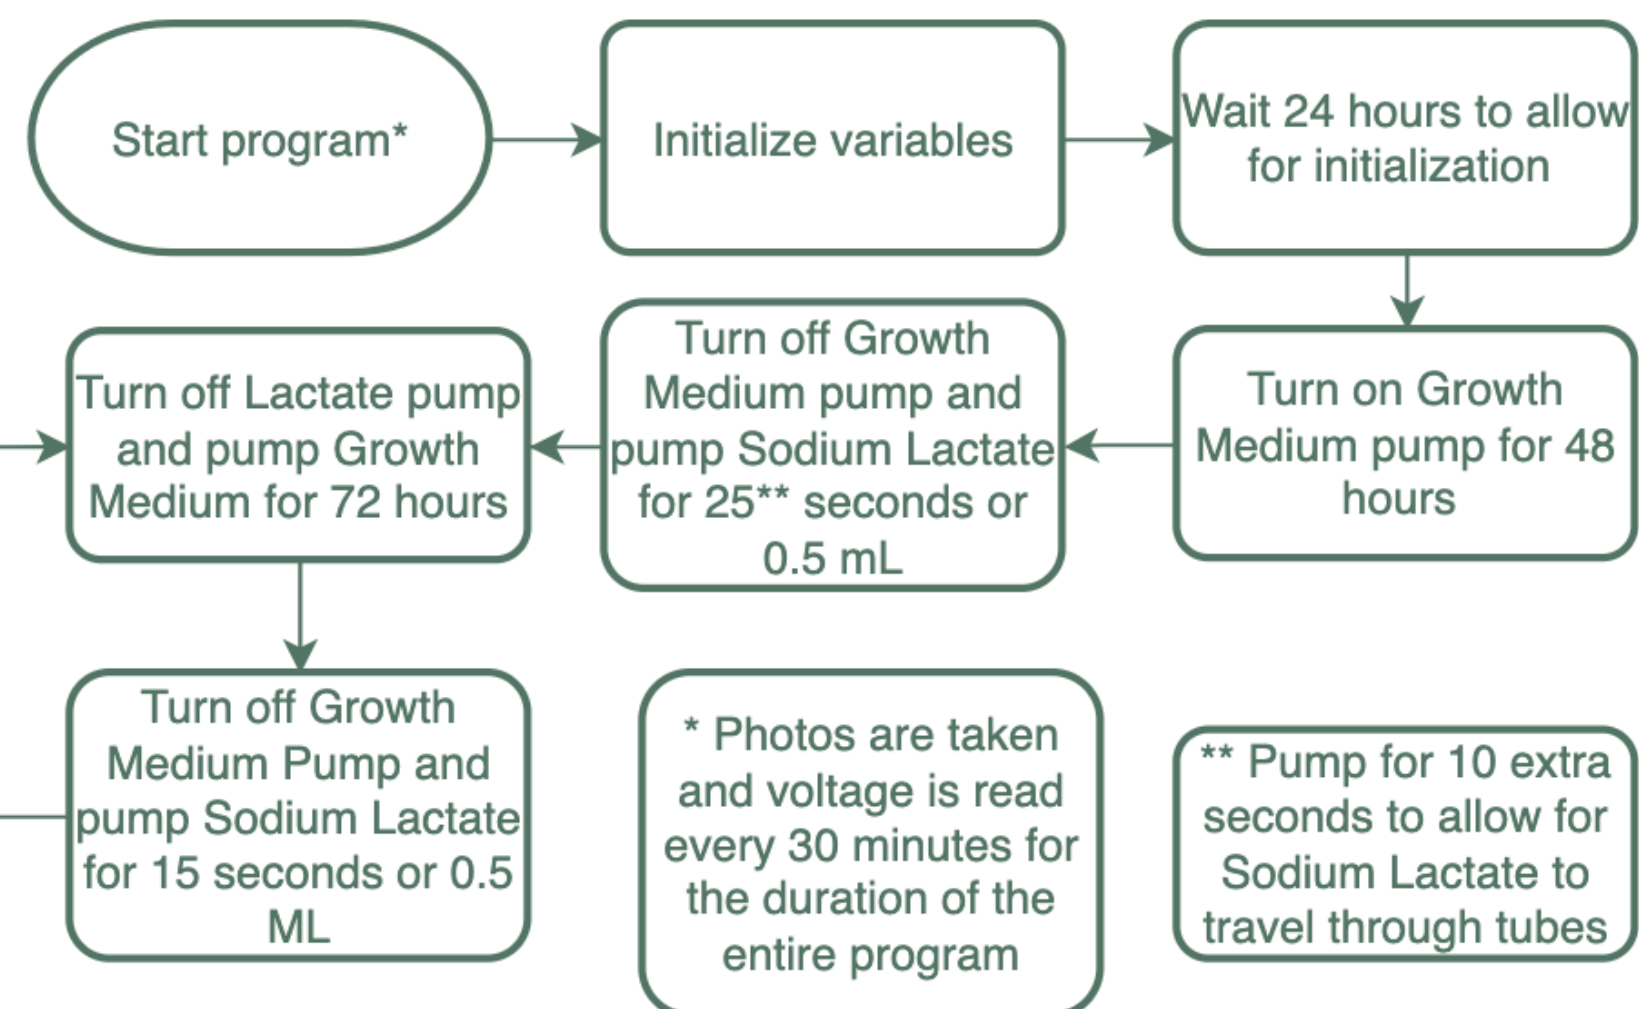 Start program*
Initialize variables
Wait 24 hours to allow
for initialization
Turn on Growth
Medium pump for 48
hours
Turn off Growth
Medium pump and
pump Sodium Lactate
for 25** seconds or
0.5 mL
Turn off Lactate pump
and pump Growth
Medium for 72 hours
Turn off Growth
Medium Pump and
pump Sodium Lactate
for 15 seconds or 0.5
ML
* Photos are taken
and voltage is read
every 30 minutes for
the duration of the
entire program
** Pump for 10 extra
seconds to allow for
Sodium Lactate to
travel through tubes